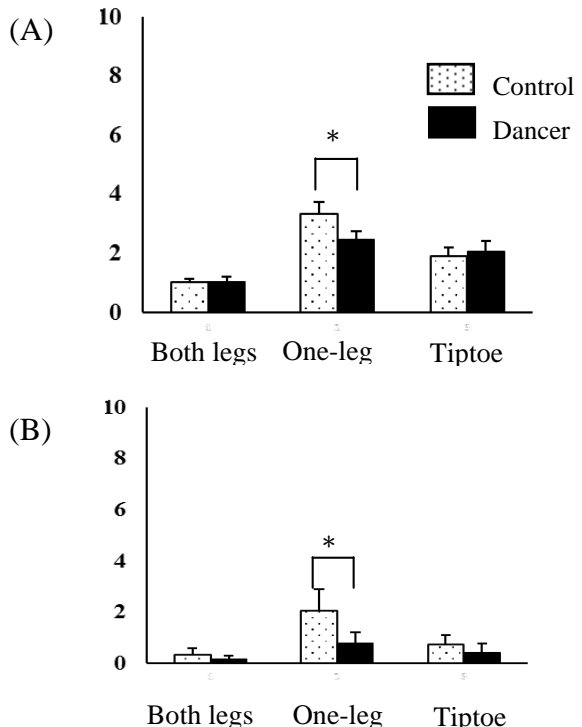 (A)
10
8
6
4
2
0
Control
Dancer
*
Both legs
One-leg
Tiptoe
(B)
10
8
6
4
2
0
*
Both legs
One-leg
Tiptoe